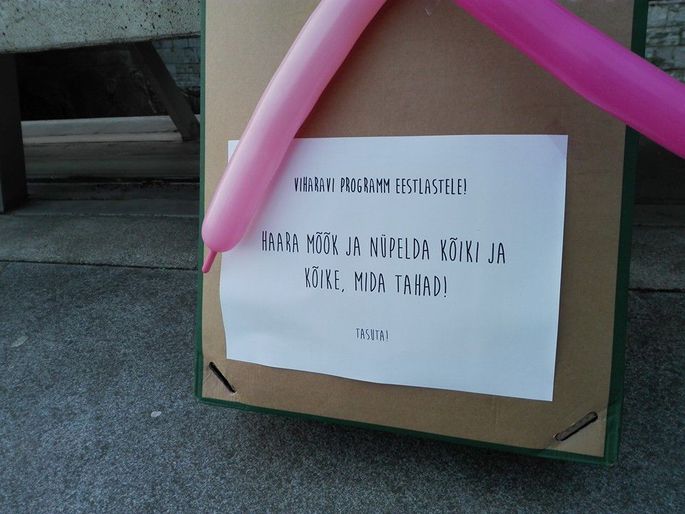 VIHARAVI PROGRAMM EESTLASTELE!
HAARA MÕÕK JA NÜPELDA KÕIKI JA
KÕIKE, MIDA TAHAD!
TASUTA!